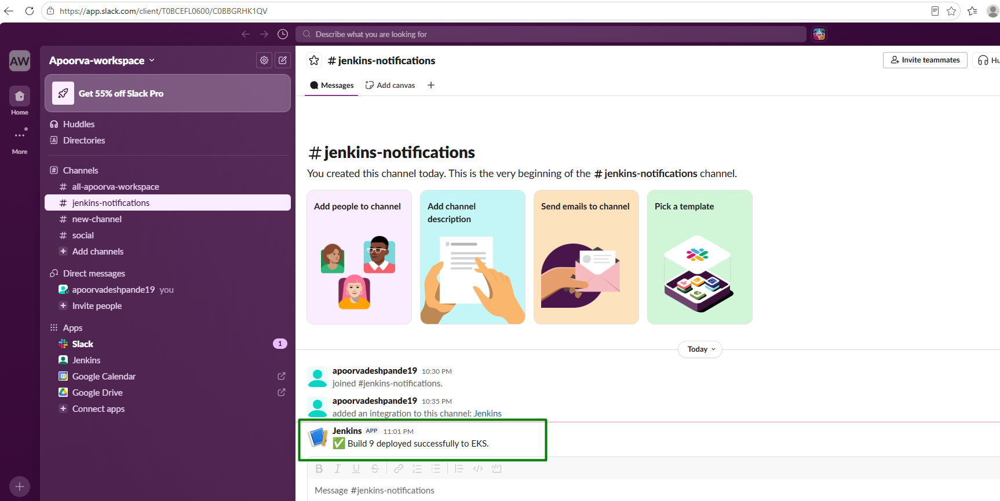 https://app.slack.com/client/T0BCEFL0600/C0BBGRHK1QV
Describe what you are looking for
AW
Home
More
Apoorva-workspace
Get 55% off Slack Pro
Huddles
Directories
Channels
# all-apoorva-workspace
# jenkins-notifications
# new-channel
# social
+ Add channels
Direct messages
apoorvadeshpande19 you
+ Invite people
Apps
Slack 1
Jenkins
Google Calendar
Google Drive
+ Connect apps
# jenkins-notifications
Invite teammates
Hu
Messages
Add canvas
+
# jenkins-notifications
You created this channel today. This is the very beginning of the # jenkins-notifications channel.
Add people to channel
Add channel
description
Send emails to channel
Pick a template
Today
apoorvadeshpande19 10:30 PM
joined #jenkins-notifications.
apoorvadeshpande19 10:35 PM
added an integration to this channel: Jenkins
Jenkins APP 11:01 PM
✅ Build 9 deployed successfully to EKS.
B I U S
Message #jenkins-notifications